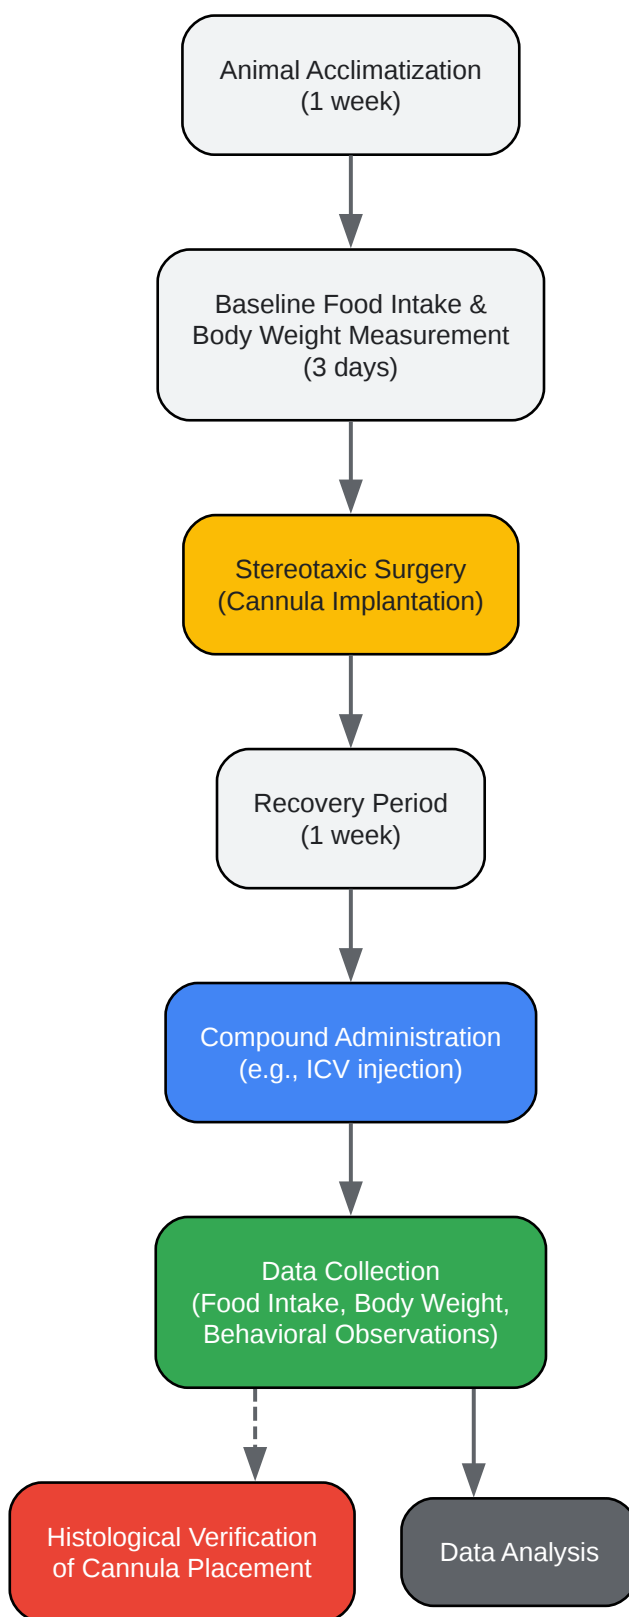 Animal Acclimatization
(1 week)
Baseline Food Intake &
Body Weight Measurement
(3 days)
Stereotaxic Surgery
(Cannula Implantation)
Recovery Period
(1 week)
Compound Administration
(e.g., ICV injection)
Data Collection
(Food Intake, Body Weight,
Behavioral Observations)
Histological Verification
of Cannula Placement
Data Analysis